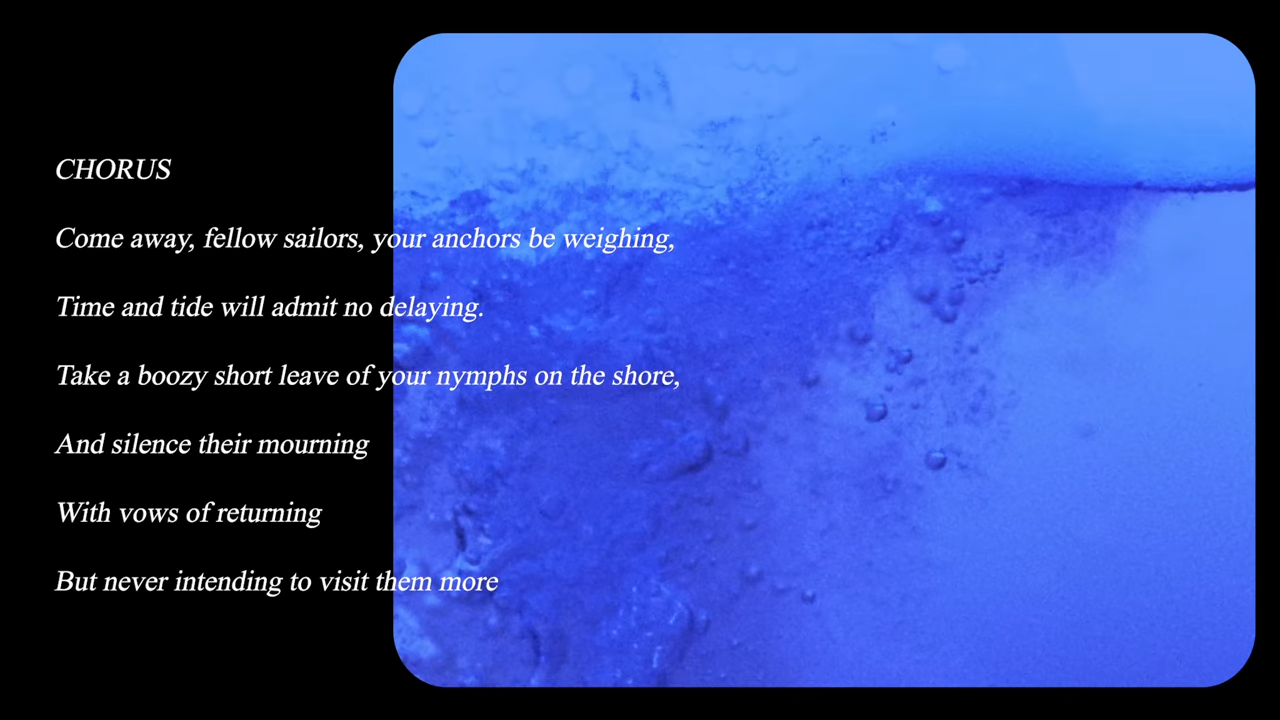 CHORUS
Come away, fellow sailors, your anchors be weighing,
Time and tide will admit no delaying.
Take a boozy short leave of your nymphs on the shore,
And silence their mourning
With vows of returning
But never intending to visit them more